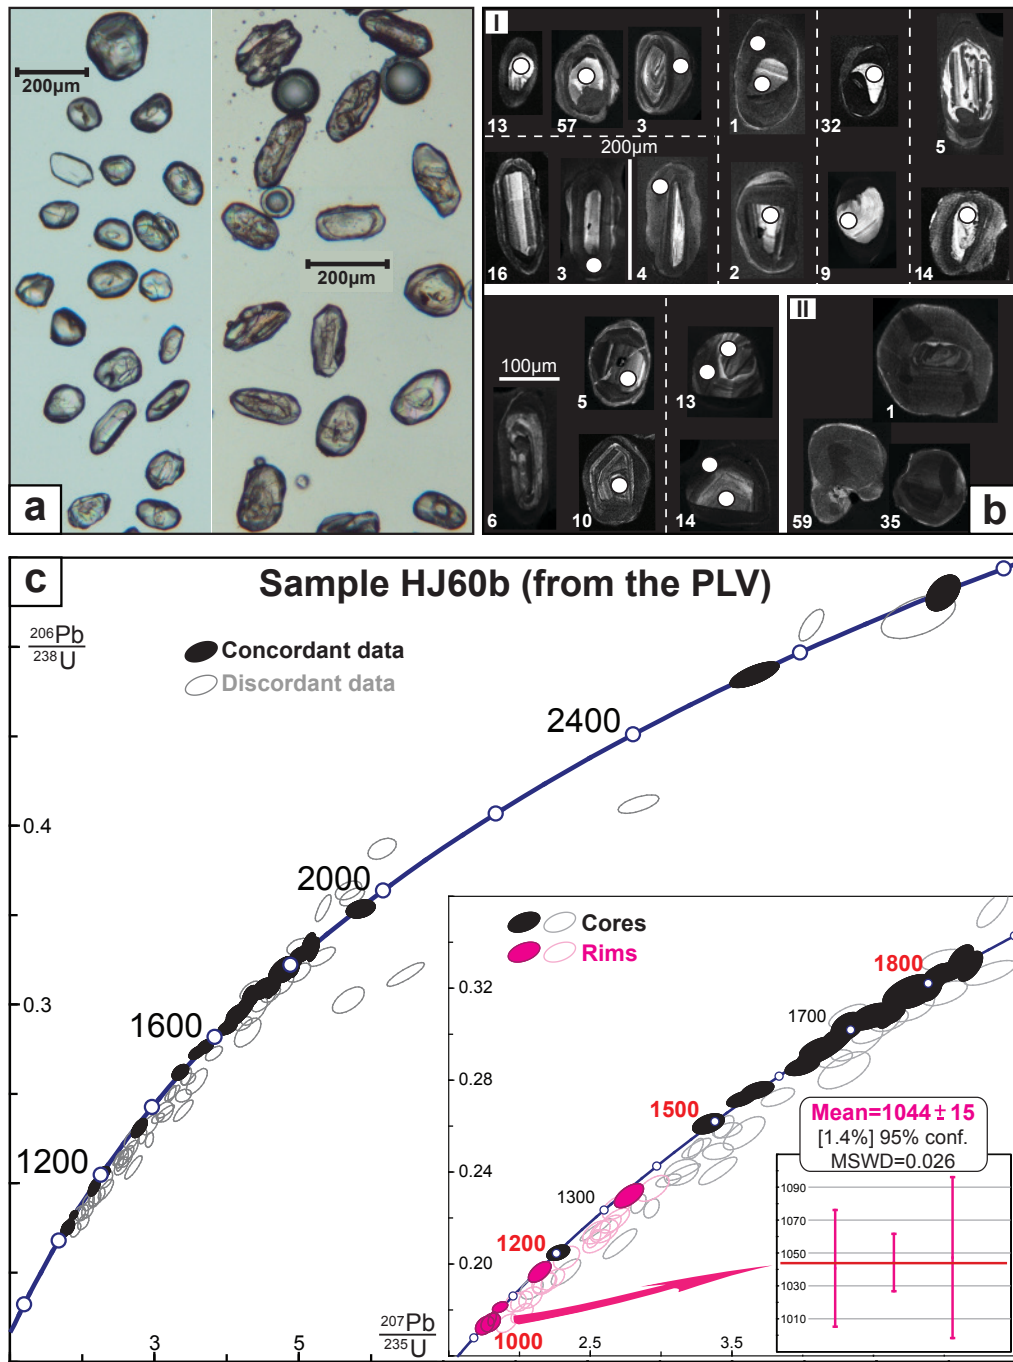 200µm
200µm
a
I
13
57
3
1
32
5
200µm
16
3
4
2
9
14
100µm
5
13
6
10
14
II
1
59
35
b
c
Sample HJ60b (from the PLV)
206Pb
238U
Concordant data
Discordant data
2400
0.4
2000
Cores
Rims
1800
0.32
1700
0.3
1600
0.28
1500
Mean=1044 ± 15
[1.4%] 95% conf.
MSWD=0.026
0.24
1200
1300
1090
1070
1050
1030
1010
1200
0.20
1000
207Pb
235U
3
5
2.5
3.5